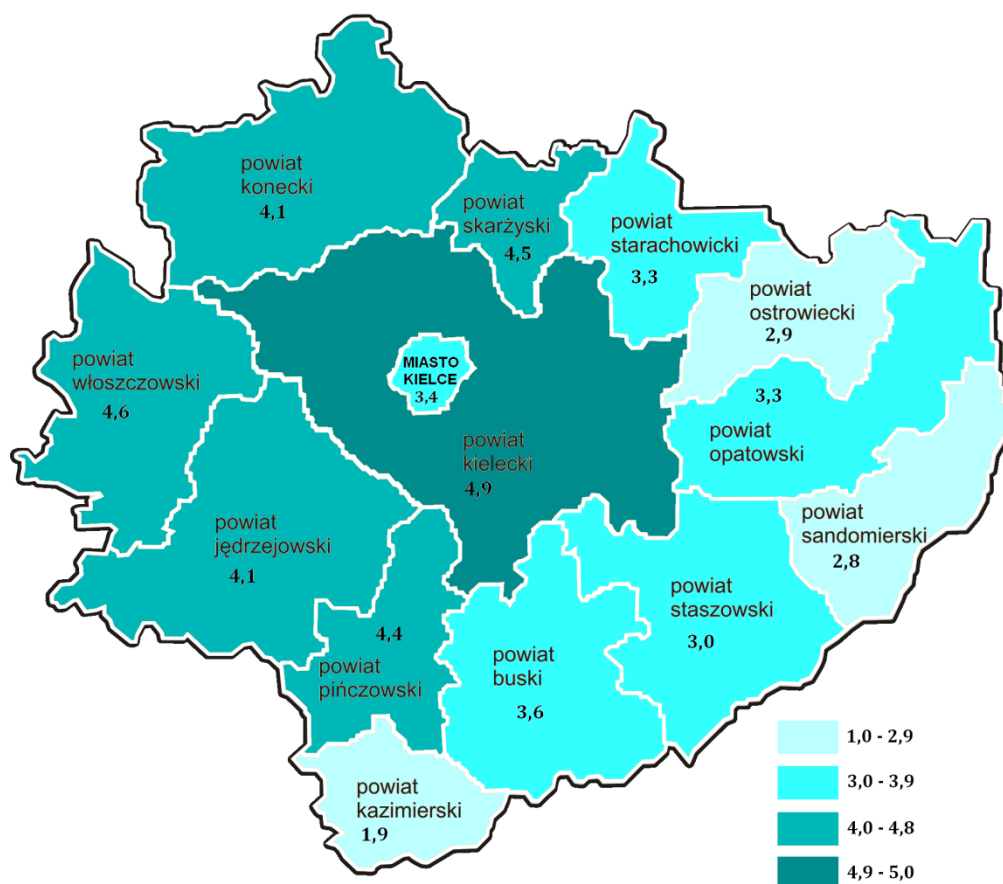 powiat
konecki
4,1
powiat
skarżyski
4,5
powiat
starachowicki
3,3
powiat
ostrowiecki
2,9
powiat
włoszczowski
4,6
MIASTO
KIELCE
3,4
3,3
powiat
opatowski
powiat
kielecki
4,9
powiat
sandomierski
2,8
powiat
jędrzejowski
4,1
powiat
staszowski
3,0
4,4
powiat
pińczowski
powiat
buski
3,6
powiat
kazimierski
1,9
1,0 - 2,9
3,0 - 3,9
4,0 - 4,8
4,9 - 5,0